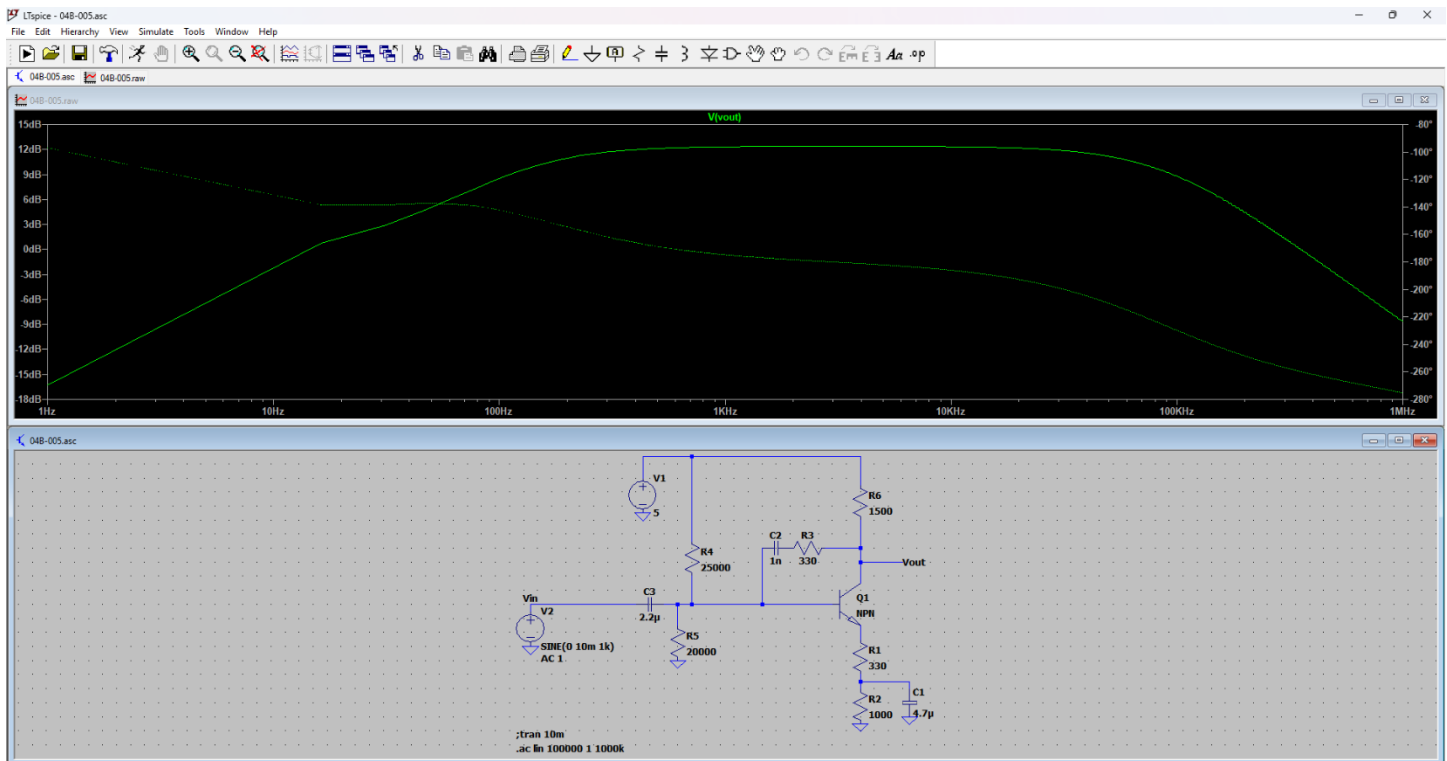 LTspice - 04B-005.asc
File Edit Hierarchy View Simulate Tools Window Help
04B-005.asc 04B-005.raw
04B-005.raw
V(vout)
15dB -80°
12dB -100°
9dB -120°
6dB -140°
3dB -160°
0dB -180°
-3dB -200°
-6dB -220°
-9dB -240°
-12dB -260°
-15dB -280°
-18dB
1Hz 10Hz 100Hz 1KHz 10KHz 100KHz 1MHz
04B-005.asc
V1
5
R6
1500
C2 R3
1n 330
R4
25000
Vout
Vin
V2
C3
2.2µ
Q1
NPN
SINE(0 10m 1k)
AC 1
R5
20000
R1
330
R2
1000
C1
4.7µ
;tran 10m
.ac lin 100000 1 1000k